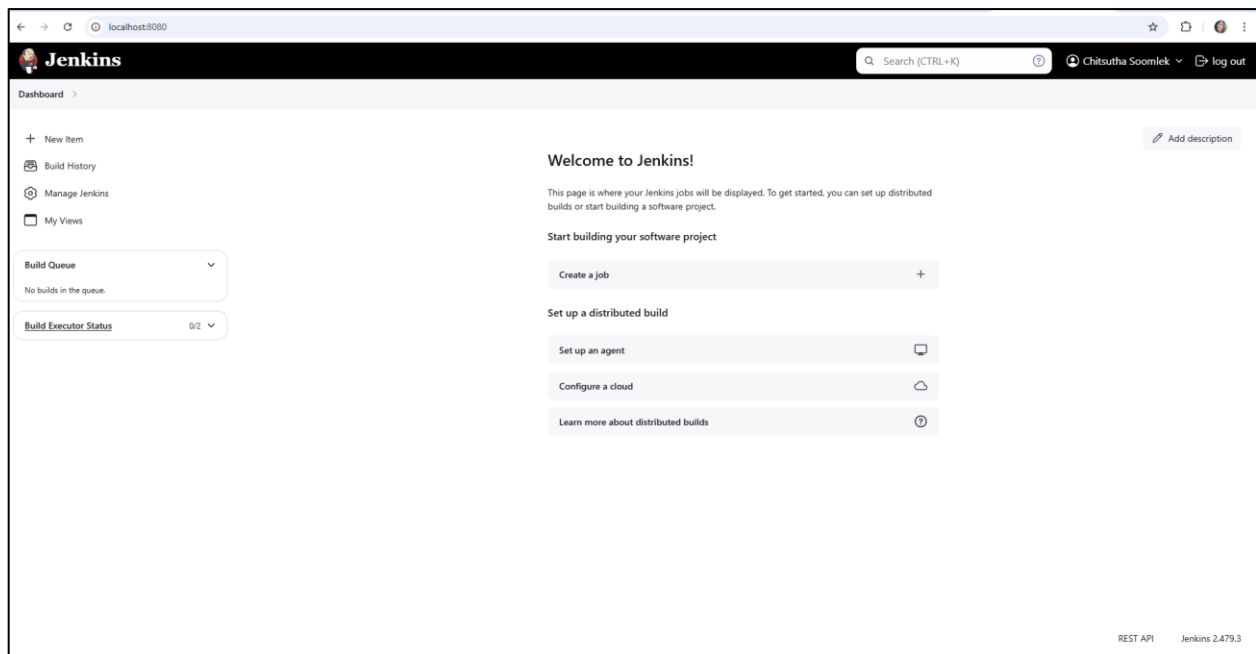 localhost:8080
Jenkins
Search (CTRL+K)
Chitsutha Soomlek
log out
Dashboard
New Item
Add description
Build History
Manage Jenkins
My Views
Welcome to Jenkins!
This page is where your Jenkins jobs will be displayed. To get started, you can set up distributed
builds or start building a software project.
Start building your software project
Build Queue
No builds in the queue.
Create a job
Set up a distributed build
Build Executor Status
0/2
Set up an agent
Configure a cloud
Learn more about distributed builds
REST API
Jenkins 2.479.3